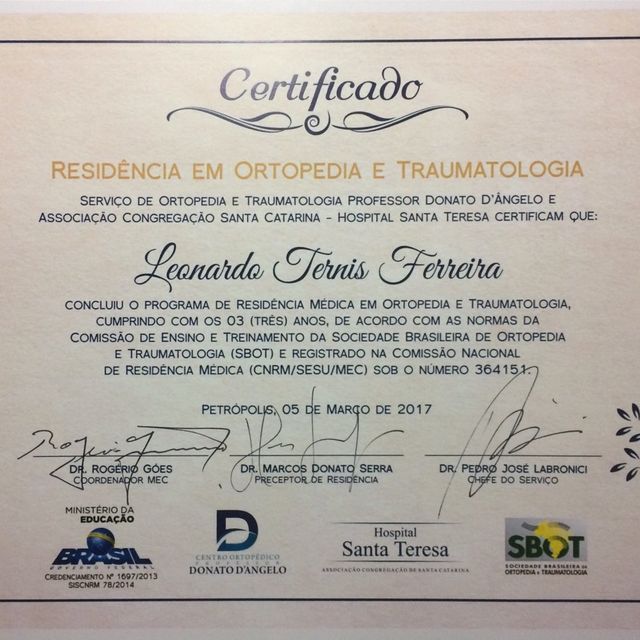 Certificado
RESIDÊNCIA EM ORTOPEDIA E TRAUMATOLOGIA
SERVIÇO DE ORTOPEDIA E TRAUMATOLOGIA PROFESSOR DONATO D'ÂNGELO E
ASSOCIAÇÃO CONGREGAÇÃO SANTA CATARINA - HOSPITAL SANTA TERESA CERTIFICAM QUE:
Leonardo Ternis Ferreira
CONCLUIU O PROGRAMA DE RESIDÊNCIA MÉDICA EM ORTOPEDIA E TRAUMATOLOGIA,
CUMPRINDO COM OS 03 (TRÊS) ANOS, DE ACORDO COM AS NORMAS DA
COMISSÃO DE ENSINO E TREINAMENTO DA SOCIEDADE BRASILEIRA DE ORTOPEDIA
E TRAUMATOLOGIA (SBOT) E REGISTRADO NA COMISSÃO NACIONAL
DE RESIDÊNCIA MÉDICA (CNRM/SESU/MEC) SOB O NÚMERO 364151.
PETRÓPOLIS, 05 DE MARÇO DE 2017
DR. ROGÉRIO GÓES
COORDENADOR MEC
DR. MARCOS DONATO SERRA
PRECEPTOR DE RESIDÊNCIA
DR. PEDRO JOSÉ LABRONICI
CHEFE DO SERVIÇO
MINISTÉRIO DA
EDUCAÇÃO
BRASIL
GOVERNO FEDERAL
CREDENCIAMENTO Nº 1697/2013
SISCNRM 78/2014
CENTRO ORTOPÉDICO
PROFESSOR
DONATO D'ANGELO
Hospital
Santa Teresa
ASSOCIAÇÃO CONGREGAÇÃO DE SANTA CATARINA
SBOT
SOCIEDADE BRASILEIRA DE
ORTOPEDIA E TRAUMATOLOGIA